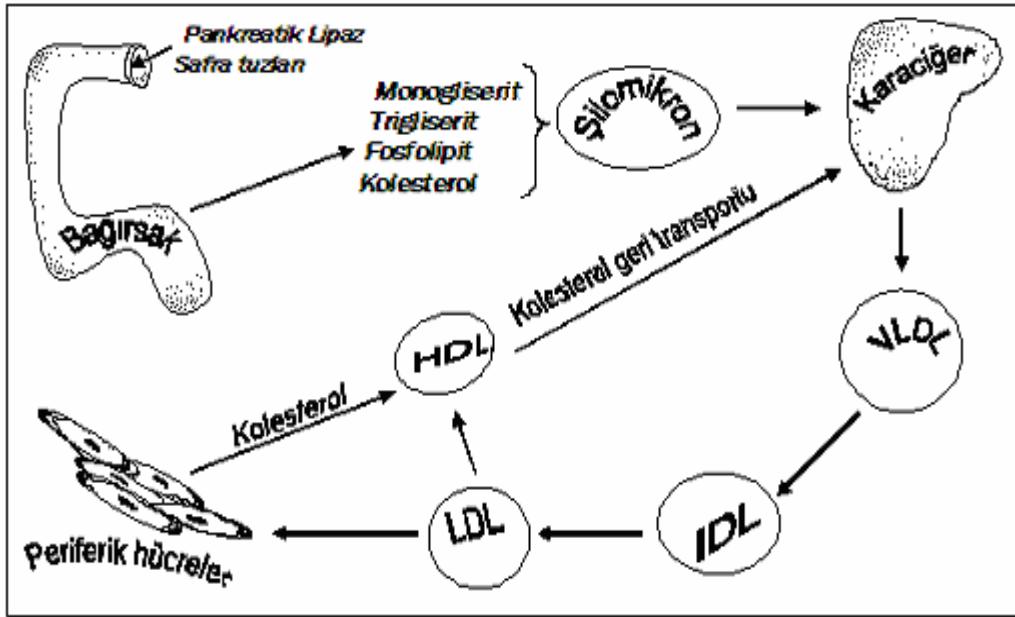 Pankreatik Lipaz
Safra tuzları
Monogliserit
Trigliserit
Fosfolipit
Kolesterol
Şilomikron
Karaciğer
Bağırsak
Kolesterol geri transportu
HDL
VLDL
Kolesterol
LDL
IDL
Periferik hücreler